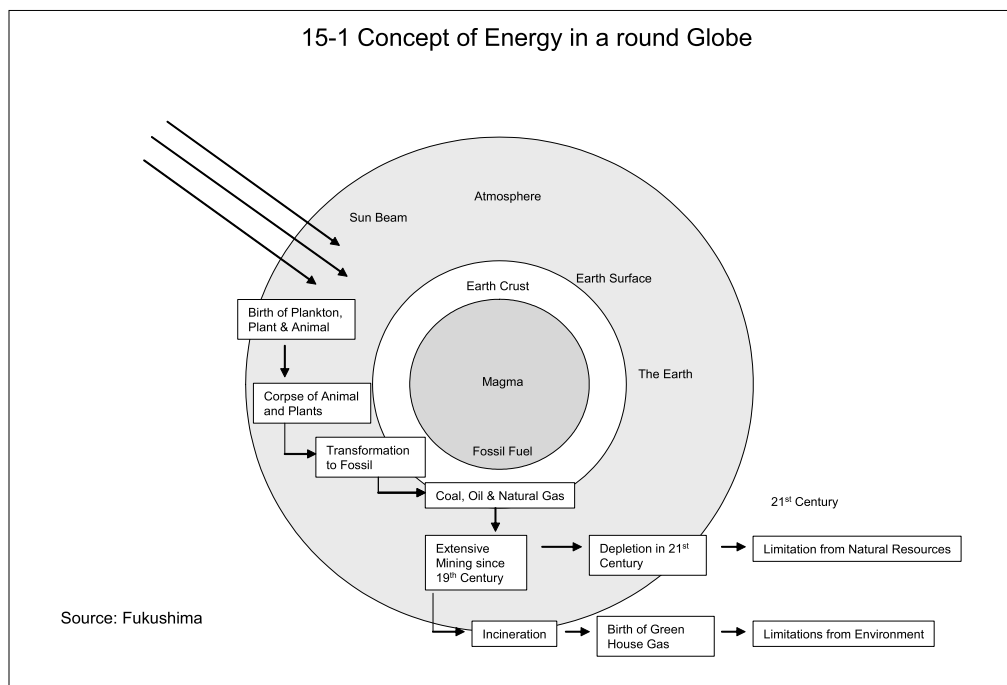 15-1 Concept of Energy in a round Globe
Atmosphere
Sun Beam
Earth Surface
Earth Crust
Birth of Plankton,
Plant & Animal
Magma
The Earth
Corpse of Animal
and Plants
Transformation
to Fossil
Fossil Fuel
Coal, Oil & Natural Gas
21st Century
Extensive
Mining since
19th Century
Depletion in 21st
Century
Limitation from Natural Resources
Source: Fukushima
Incineration
Birth of Green
House Gas
Limitations from Environment